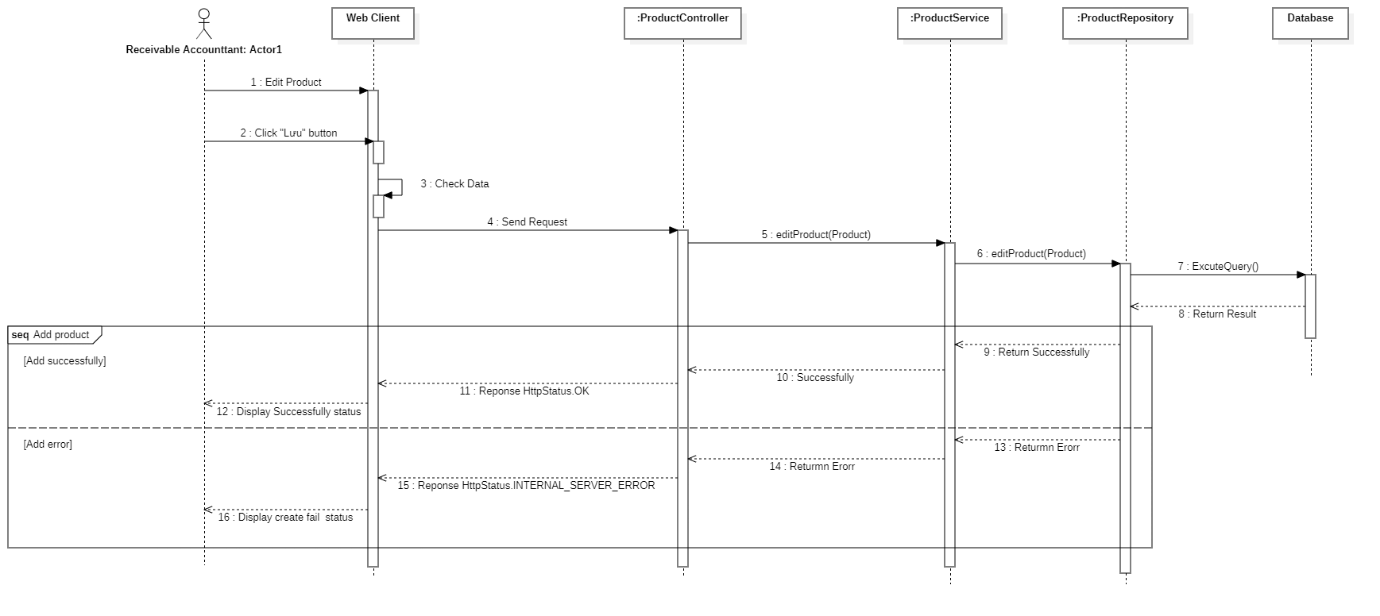 Web Client
:ProductController
:ProductService
:ProductRepository
Database
Receivable Accounttant: Actor1
1 : Edit Product
2 : Click "Lưu" button
3 : Check Data
4 : Send Request
5 : editProduct(Product)
6 : editProduct(Product)
7 : ExcuteQuery()
8 : Return Result
seq Add product
9 : Return Successfully
[Add successfully]
10 : Successfully
11 : Reponse HttpStatus.OK
12 : Display Successfully status
[Add error]
13 : Returmn Erorr
14 : Returmn Erorr
15 : Reponse HttpStatus.INTERNAL_SERVER_ERROR
16 : Display create fail  status